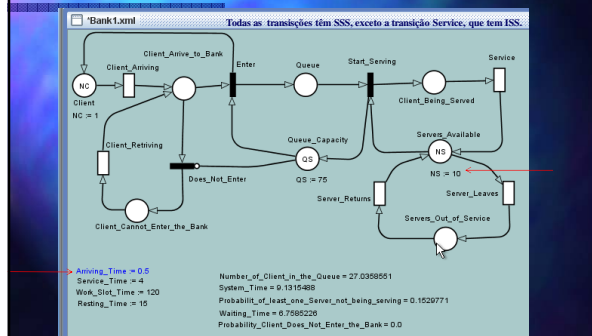 *Bank1.xml
Todas as transisções têm SSS, exceto a transição Service, que tem ISS.
Client_Arrive_to_Bank
Enter
Queue
Start_Serving
Service
Client_Arriving
NC
Client
NC := 1
Client_Being_Served
Client_Retriving
Queue_Capacity
Servers_Available
QS
NS
QS := 75
NS := 10
Does_Not_Enter
Server_Returns
Server_Leaves
Client_Cannot_Enter_the_Bank
Servers_Out_of_Service
Arriving_Time := 0.5
Service_Time := 4
Work_Slot_Time := 120
Resting_Time := 15
Number_of_Client_in_the_Queue = 27.0358551
System_Time = 9.1315488
Probabilit_of_least_one_Server_not_being_serving = 0.1529771
Waiting_Time = 6.7585226
Probability_Client_Does_Not_Enter_the_Bank = 0.0